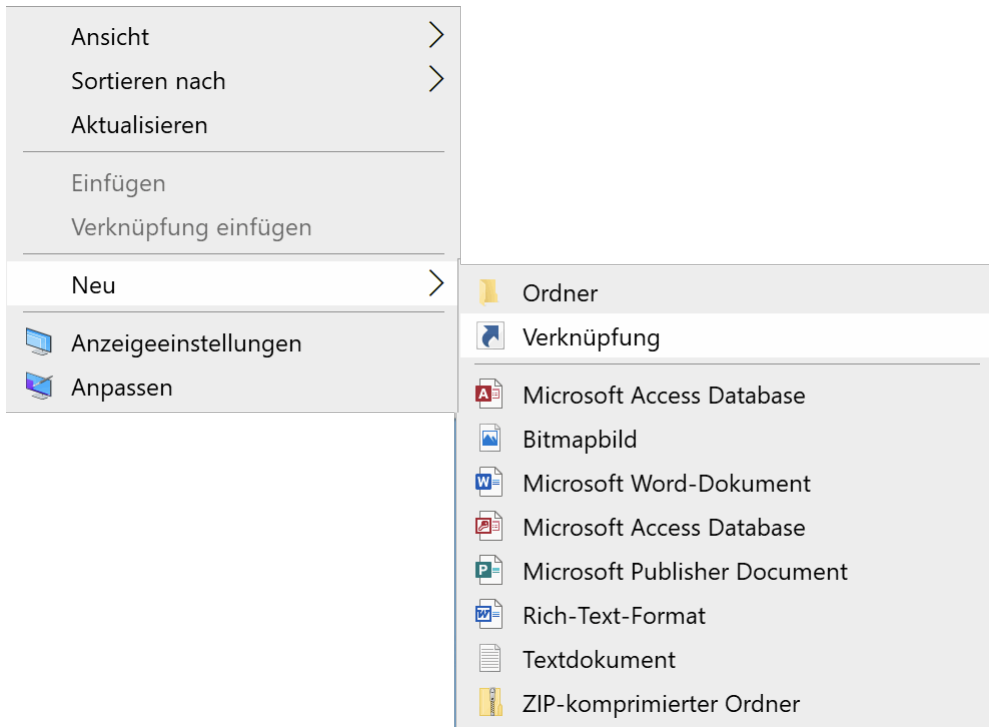 Ansicht
Sortieren nach
Aktualisieren
Einfügen
Verknüpfung einfügen
Neu
Anzeigeeinstellungen
Anpassen
Ordner
Verknüpfung
Microsoft Access Database
Bitmapbild
Microsoft Word-Dokument
Microsoft Access Database
Microsoft Publisher Document
Rich-Text-Format
Textdokument
ZIP-komprimierter Ordner